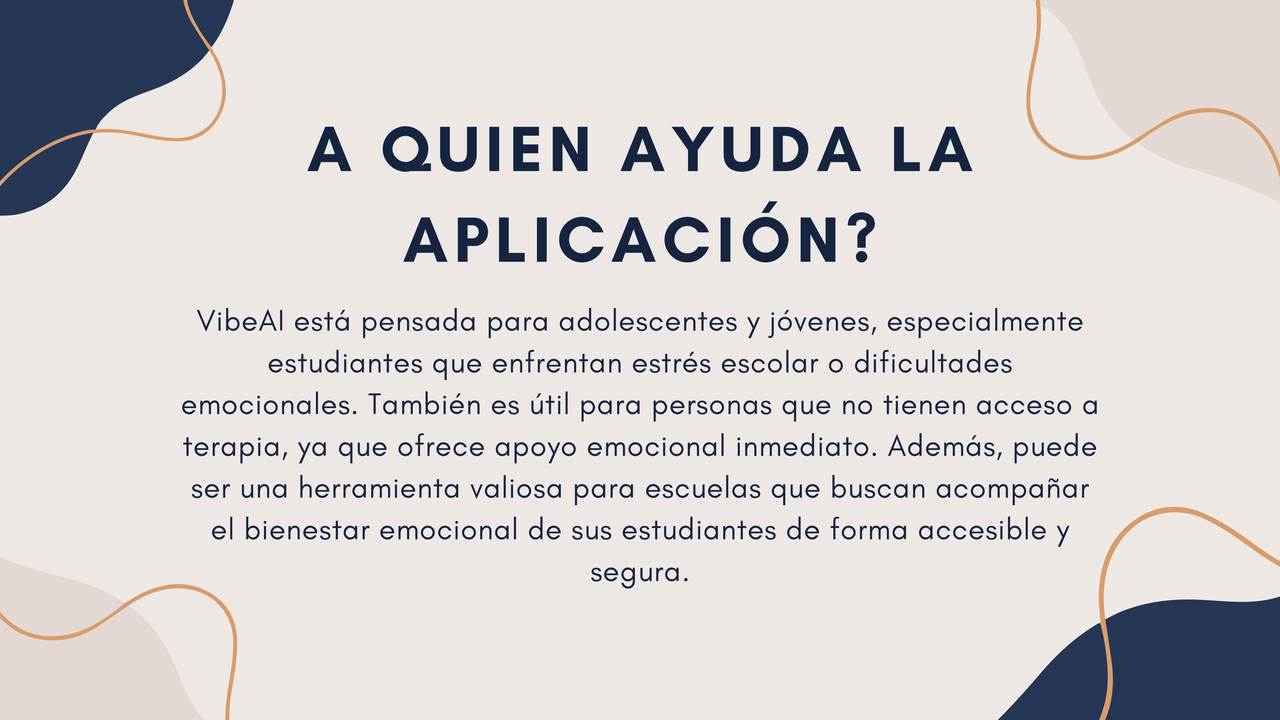 A QUIEN AYUDA LA
APLICACIÓN?
VibeAI está pensada para adolescentes y jóvenes, especialmente
estudiantes que enfrentan estrés escolar o dificultades
emocionales. También es útil para personas que no tienen acceso a
terapia, ya que ofrece apoyo emocional inmediato. Además, puede
ser una herramienta valiosa para escuelas que buscan acompañar
el bienestar emocional de sus estudiantes de forma accesible y
segura.